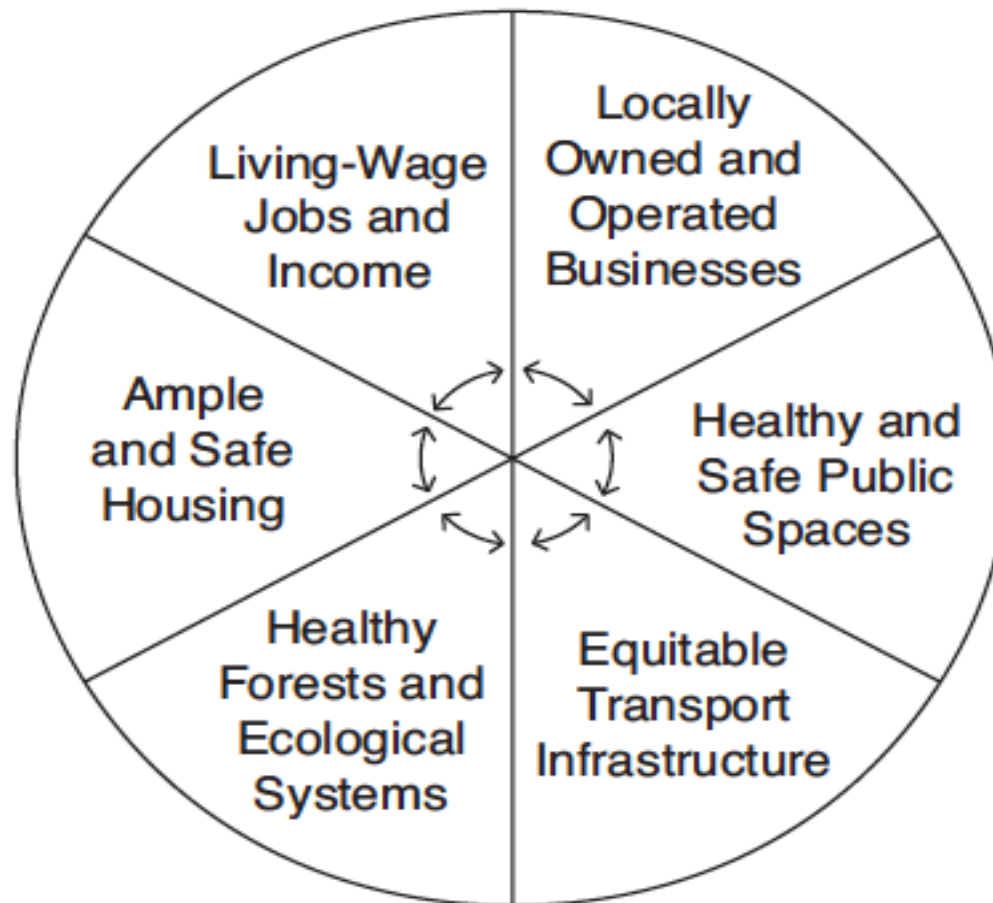 Living-Wage
Jobs and
Income
Locally
Owned and
Operated
Businesses
Healthy and
Safe Public
Spaces
Equitable
Transport
Infrastructure
Healthy
Forests and
Ecological
Systems
Ample
and Safe
Housing